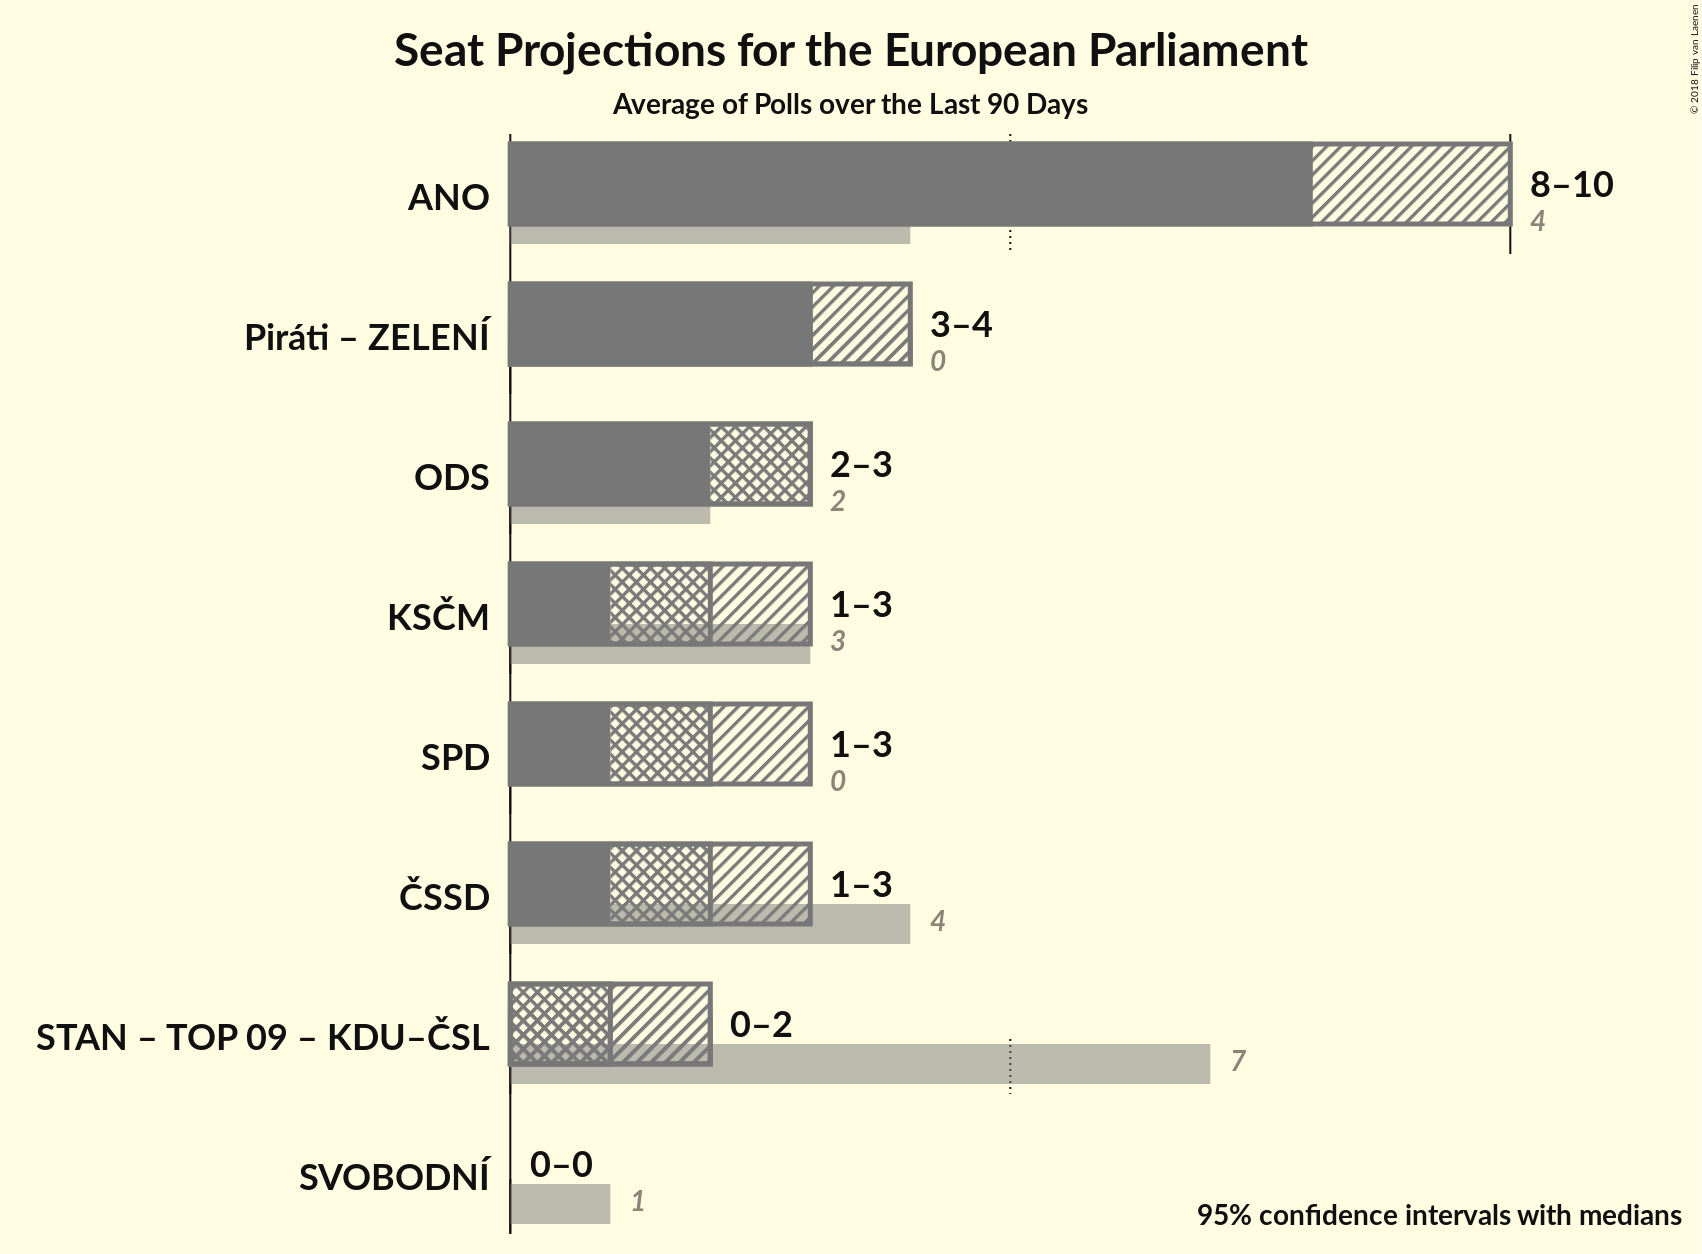 Seat Projections for the European Parliament
Average of Polls over the Last 90 Days
© 2018 Filip van Laenen
ANO
8–10
4
Piráti – ZELENÍ
3–4
0
ODS
2–3
2
KSČM
1–3
3
SPD
1–3
0
ČSSD
1–3
4
STAN – TOP 09 – KDU–ČSL
0–2
7
SVOBODNÍ
0–0
1
95% confidence intervals with medians